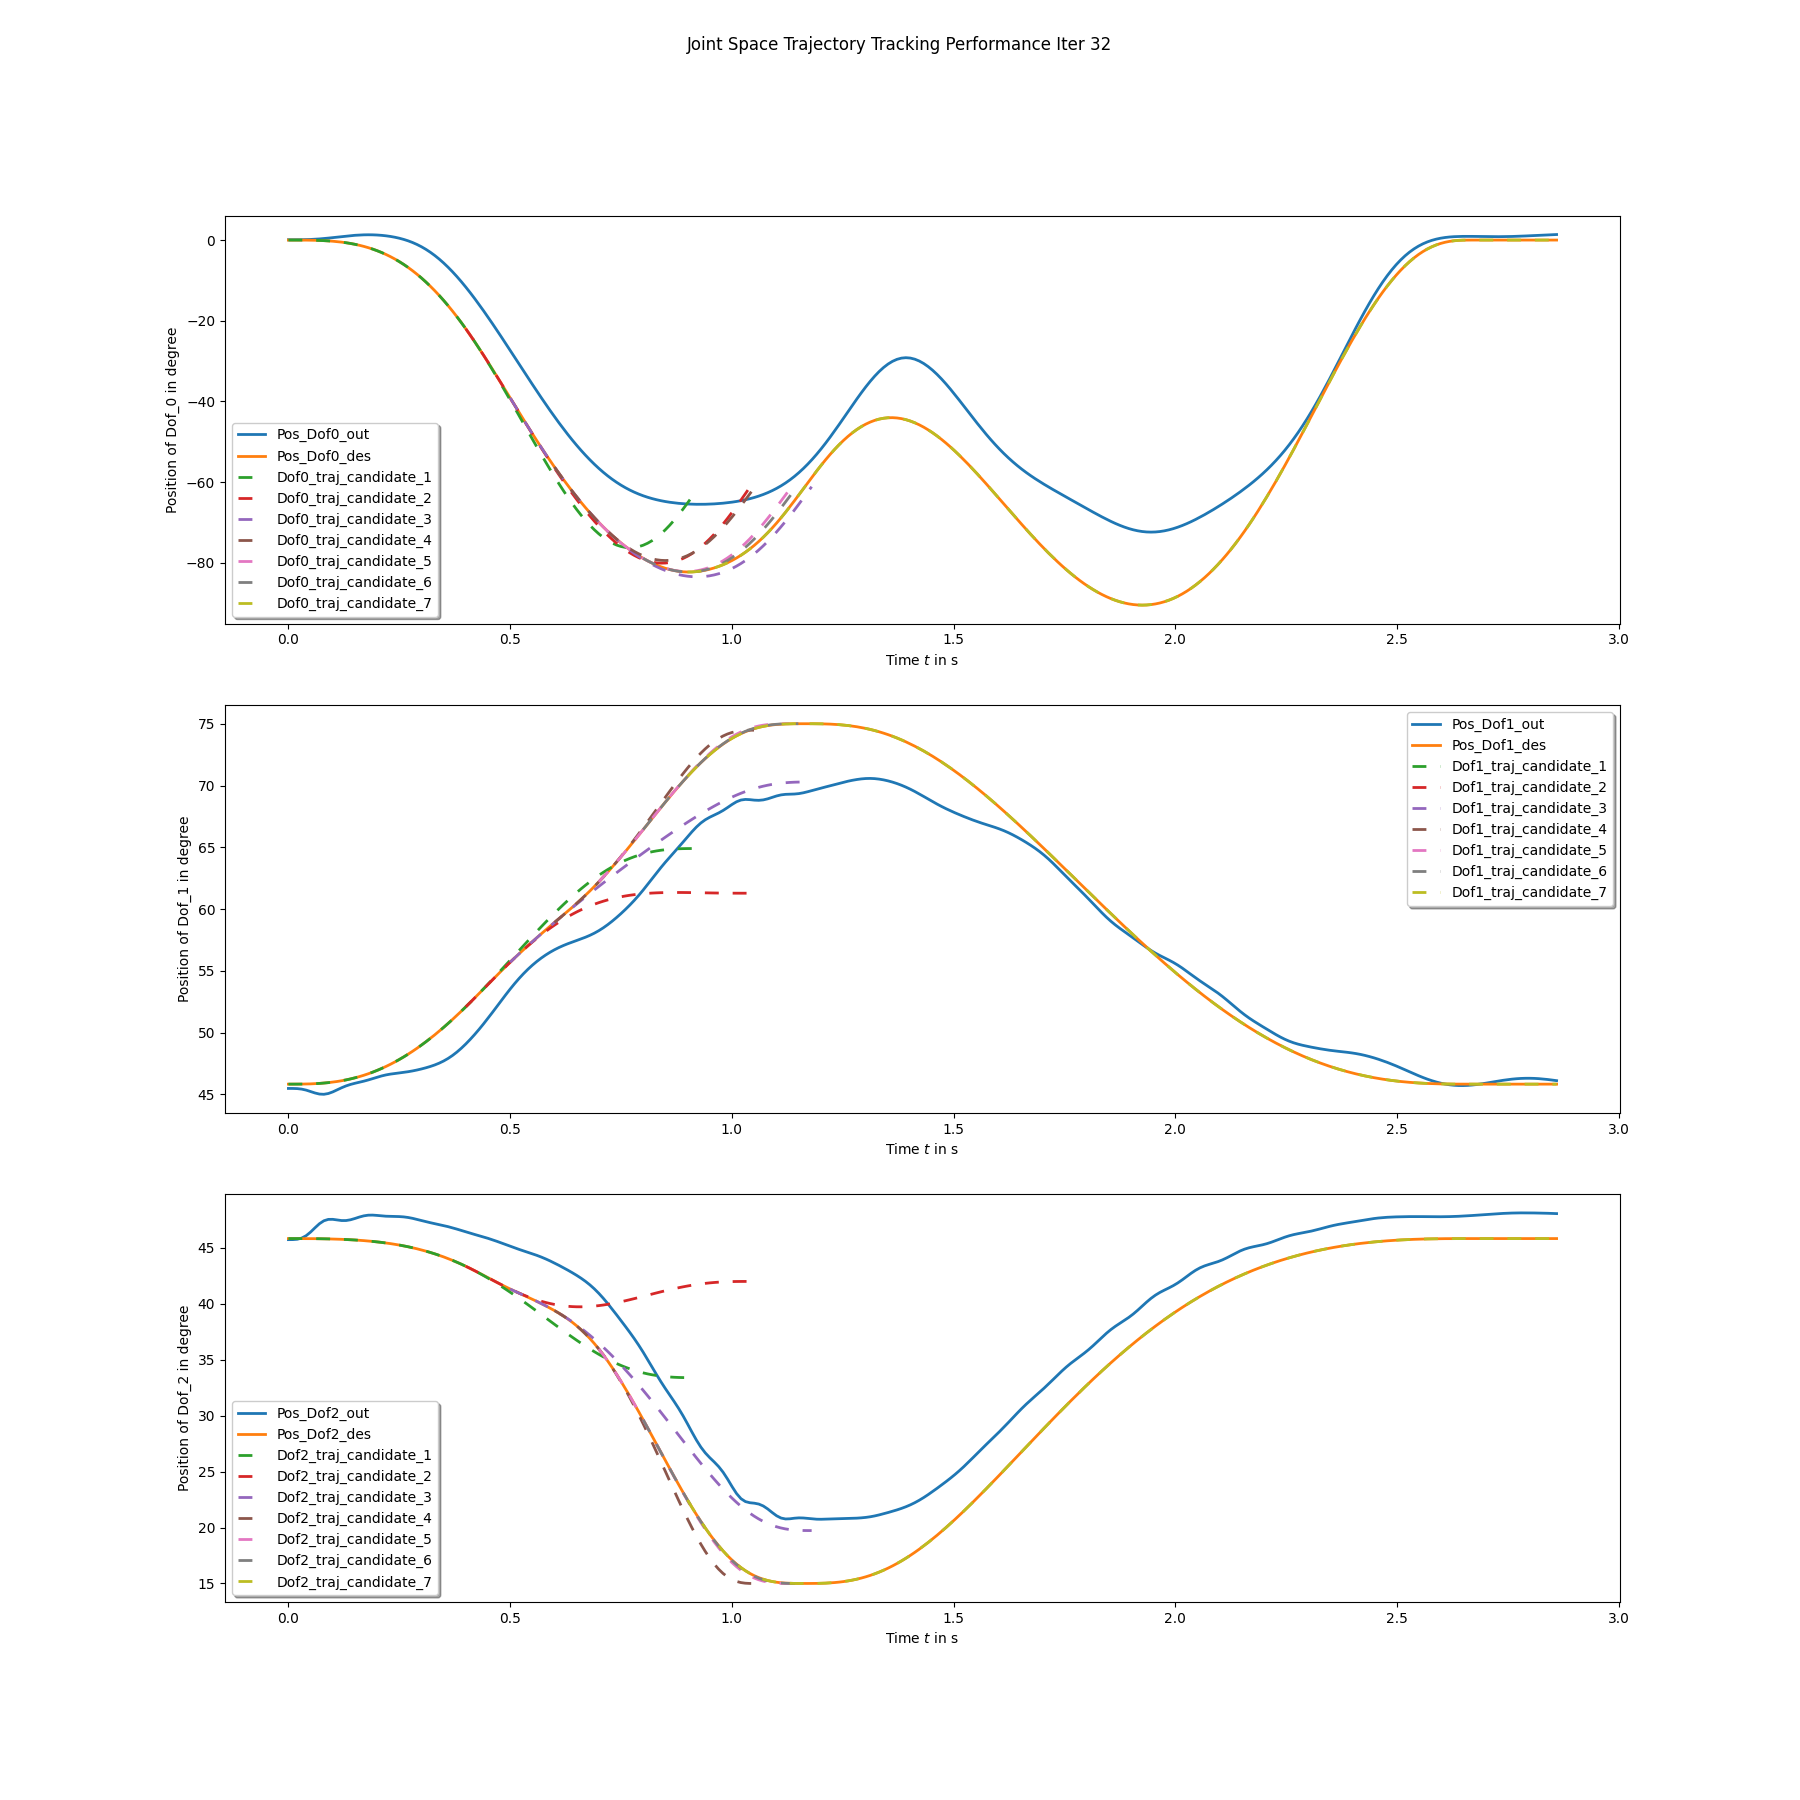 Joint Space Trajectory Tracking Performance Iter 32
Position of Dof_0 in degree
0
−20
−40
−60
−80
Pos_Dof0_out
Pos_Dof0_des
Dof0_traj_candidate_1
Dof0_traj_candidate_2
Dof0_traj_candidate_3
Dof0_traj_candidate_4
Dof0_traj_candidate_5
Dof0_traj_candidate_6
Dof0_traj_candidate_7
0.0 0.5 1.0 1.5 2.0 2.5 3.0
Time t in s
Position of Dof_1 in degree
75
70
65
60
55
50
45
Pos_Dof1_out
Pos_Dof1_des
Dof1_traj_candidate_1
Dof1_traj_candidate_2
Dof1_traj_candidate_3
Dof1_traj_candidate_4
Dof1_traj_candidate_5
Dof1_traj_candidate_6
Dof1_traj_candidate_7
0.0 0.5 1.0 1.5 2.0 2.5 3.0
Time t in s
Position of Dof_2 in degree
45
40
35
30
25
20
15
Pos_Dof2_out
Pos_Dof2_des
Dof2_traj_candidate_1
Dof2_traj_candidate_2
Dof2_traj_candidate_3
Dof2_traj_candidate_4
Dof2_traj_candidate_5
Dof2_traj_candidate_6
Dof2_traj_candidate_7
0.0 0.5 1.0 1.5 2.0 2.5 3.0
Time t in s